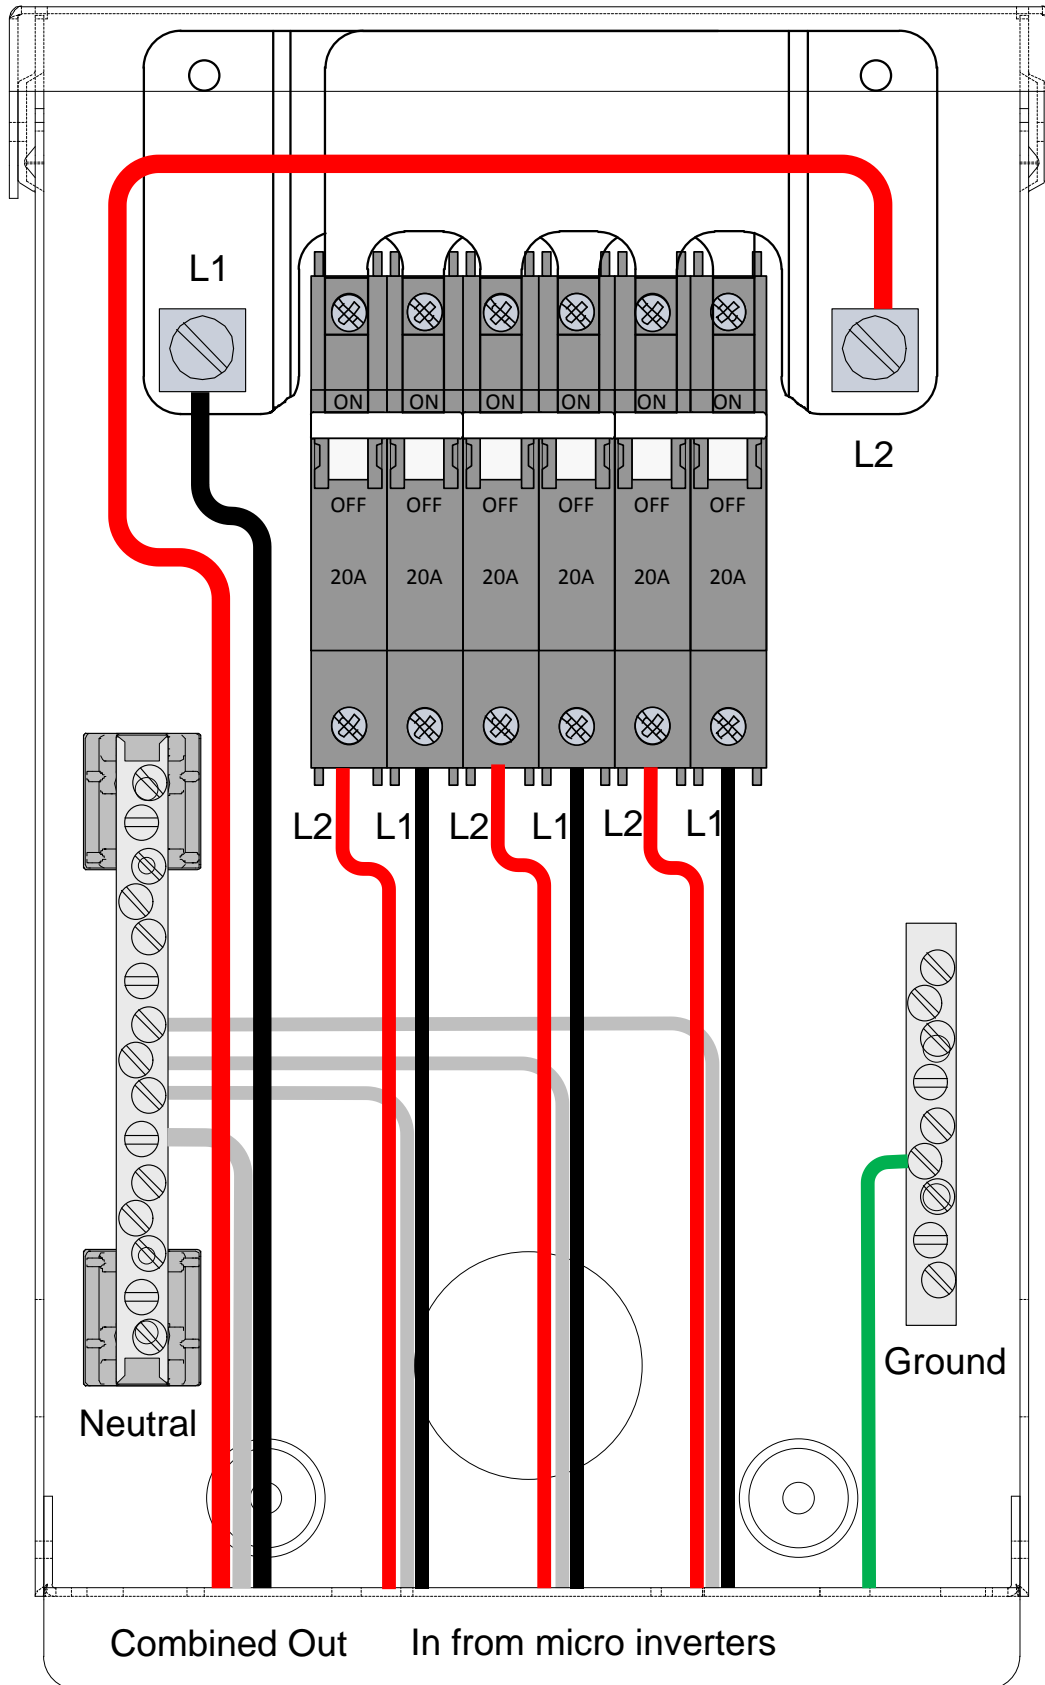 L1
L2
ON ON ON ON ON ON
OFF OFF OFF OFF OFF OFF
20A 20A 20A 20A 20A 20A
L2 L1 L2 L1 L2 L1
Ground
Neutral
Combined Out In from micro inverters